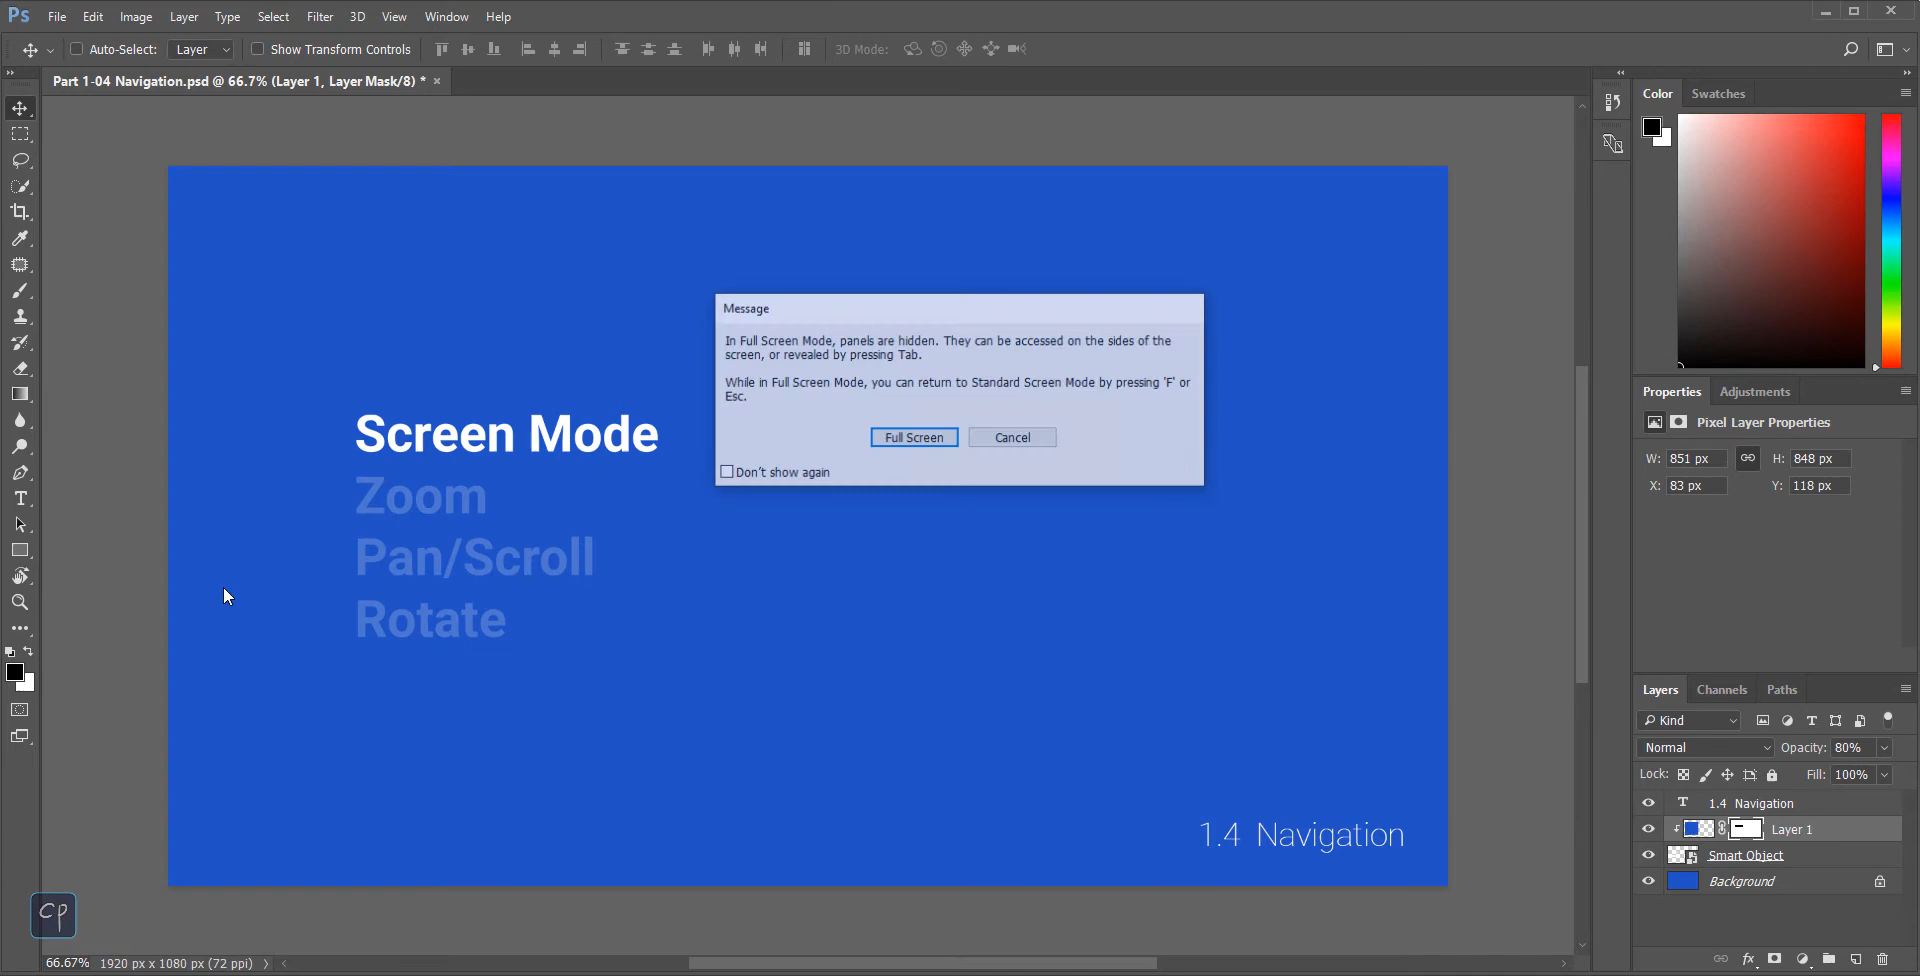 Ps File Edit Image Layer Type Select Filter 3D View Window Help
Auto-Select: Layer Show Transform Controls 3D Mode:
Part 1-04 Navigation.psd @ 66.7% (Layer 1, Layer Mask/8) * ×
Color Swatches
Message
In Full Screen Mode, panels are hidden. They can be accessed on the sides of the
screen, or revealed by pressing Tab.
While in Full Screen Mode, you can return to Standard Screen Mode by pressing 'F' or
Esc.
Full Screen Cancel
Don't show again
Screen Mode
Zoom
Pan/Scroll
Rotate
1.4 Navigation
Properties Adjustments
Pixel Layer Properties
W: 851 px H: 848 px
X: 83 px Y: 118 px
Layers Channels Paths
Kind
Normal Opacity: 80%
Lock: Fill: 100%
T 1.4 Navigation
Layer 1
Smart Object
Background
fx
cp
66.67% 1920 px x 1080 px (72 ppi)